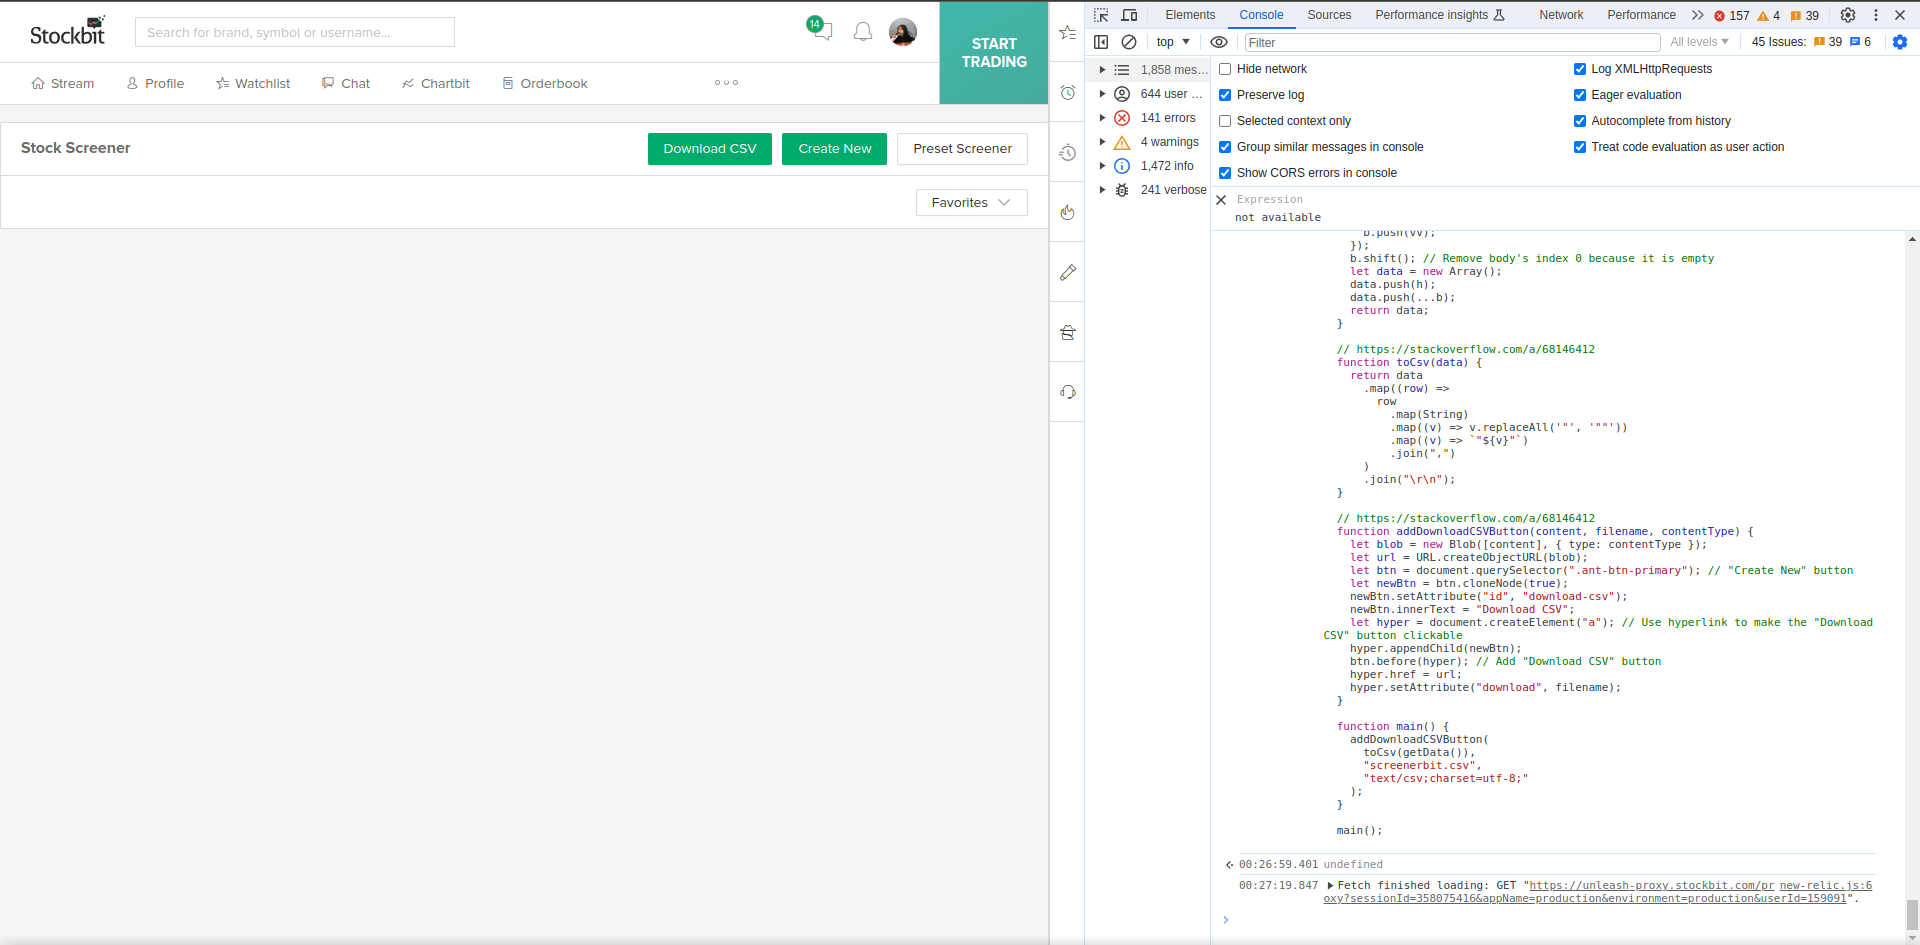 Stockbit
Search for brand, symbol or username...
14
START
TRADING
Stream
Profile
Watchlist
Chat
Chartbit
Orderbook
Stock Screener
Download CSV
Create New
Preset Screener
Favorites
Elements
Console
Sources
Performance insights
Network
Performance
157
4
39
top
Filter
All levels
45 Issues:
39
6
1,858 mes...
644 user ...
141 errors
4 warnings
1,472 info
241 verbose
Hide network
Log XMLHttpRequests
Preserve log
Eager evaluation
Selected context only
Autocomplete from history
Group similar messages in console
Treat code evaluation as user action
Show CORS errors in console
Expression
not available
b.push(vv);
});
b.shift(); // Remove body's index 0 because it is empty
let data = new Array();
data.push(h);
data.push(...b);
return data;
}
// https://stackoverflow.com/a/68146412
function toCsv(data) {
return data
.map((row) =>
row
.map(String)
.map((v) => v.replaceAll('"', '""'))
.map((v) => `"${v}"`)
.join(",")
)
.join("\r\n");
}
// https://stackoverflow.com/a/68146412
function addDownloadCSVButton(content, filename, contentType) {
let blob = new Blob([content], { type: contentType });
let url = URL.createObjectURL(blob);
let btn = document.querySelector(".ant-btn-primary"); // "Create New" button
let newBtn = btn.cloneNode(true);
newBtn.setAttribute("id", "download-csv");
newBtn.innerText = "Download CSV";
let hyper = document.createElement("a"); // Use hyperlink to make the "Download
CSV" button clickable
hyper.appendChild(newBtn);
btn.before(hyper); // Add "Download CSV" button
hyper.href = url;
hyper.setAttribute("download", filename);
}
function main() {
addDownloadCSVButton(
toCsv(getData()),
"screenerbit.csv",
"text/csv;charset=utf-8;"
);
}
main();
00:26:59.401 undefined
00:27:19.847 Fetch finished loading: GET "https://unleash-proxy.stockbit.com/pr new-relic.js:6
oxy?sessionId=358075416&appName=production&environment=production&userId=159091".